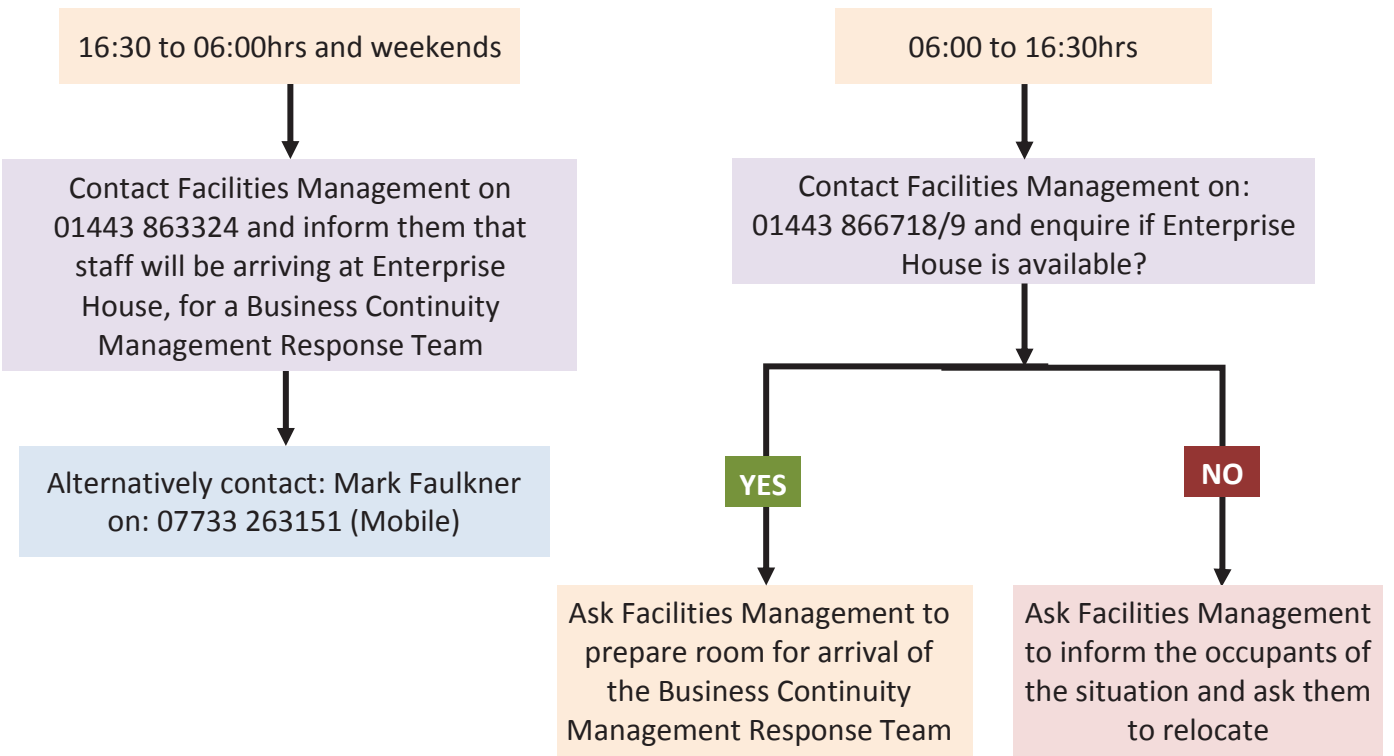 16:30 to 06:00hrs and weekends
Contact Facilities Management on
01443 863324 and inform them that
staff will be arriving at Enterprise
House, for a Business Continuity
Management Response Team
Alternatively contact: Mark Faulkner
on: 07733 263151 (Mobile)
06:00 to 16:30hrs
Contact Facilities Management on:
01443 866718/9 and enquire if Enterprise
House is available?
YES
NO
Ask Facilities Management to
prepare room for arrival of
the Business Continuity
Management Response Team
Ask Facilities Management
to inform the occupants of
the situation and ask them
to relocate